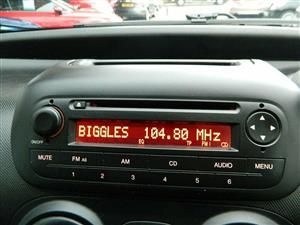 BIGGLES 104.80 MHz
EQ TP FM1 CD
ON/OFF
MUTE FM AS AM CD AUDIO MENU
1 2 3 4 5 6